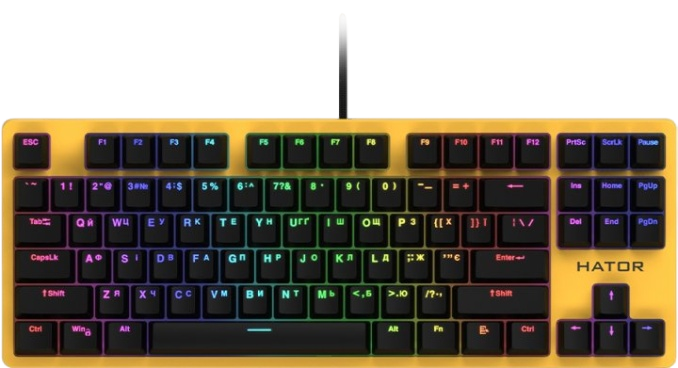 ESC F1 F2 F3 F4 F5 F6 F7 F8 F9 F10 F11 F12 PrtSc ScrLk Pause
` ~ 1 ! 2 " @ 3 # № 4 ; $ 5 % 6 : ^ 7 ? & 8 * 9 ( 0 ) - _ = + ← Ins Home PgUp
Tab Q Й W Ц E У R К T Е Y Н U Г Ґ I Ш O Щ P З { [ Х } ] Ї | \ / Del End PgDn
CapsLk A Ф S І D В F А G П H Р J О K Л L Д : ; Ж " ' Є Enter ↵
HATOR
↑ Shift Z Я X Ч C С V М B И N Т M Ь < , Б > . Ю / ? . , ↑ Shift ↑
Ctrl Win Alt Alt Fn Ctrl ← ↓ →